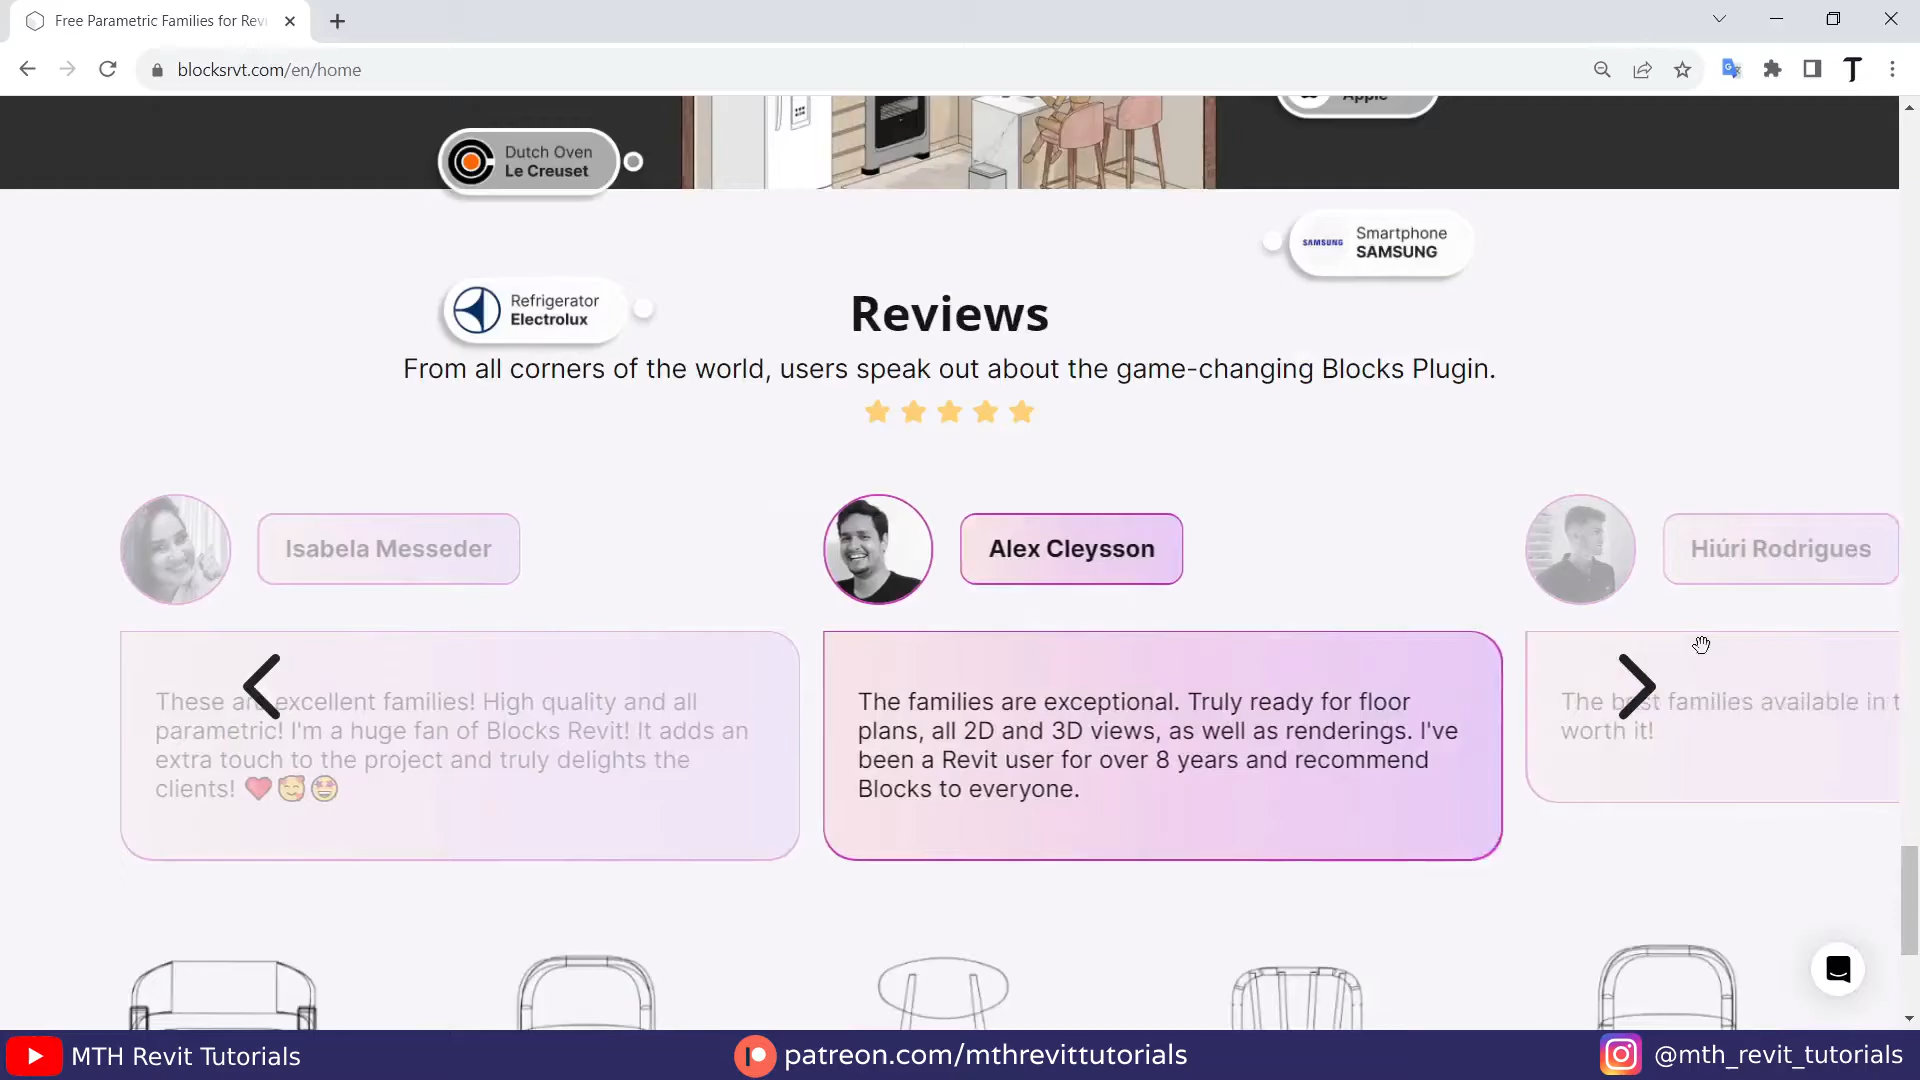 Free Parametric Families for Revi
blocksrvt.com/en/home
Apple
Dutch Oven
Le Creuset
SAMSUNG
Smartphone
SAMSUNG
Refrigerator
Electrolux
Reviews
From all corners of the world, users speak out about the game-changing Blocks Plugin.
Isabela Messeder
Alex Cleysson
Hiúri Rodrigues
These are excellent families! High quality and all
parametric! I'm a huge fan of Blocks Revit! It adds an
extra touch to the project and truly delights the
clients! ❤️🥰🤩
The families are exceptional. Truly ready for floor
plans, all 2D and 3D views, as well as renderings. I've
been a Revit user for over 8 years and recommend
Blocks to everyone.
The best families available in t
worth it!
MTH Revit Tutorials
patreon.com/mthrevittutorials
@mth_revit_tutorials